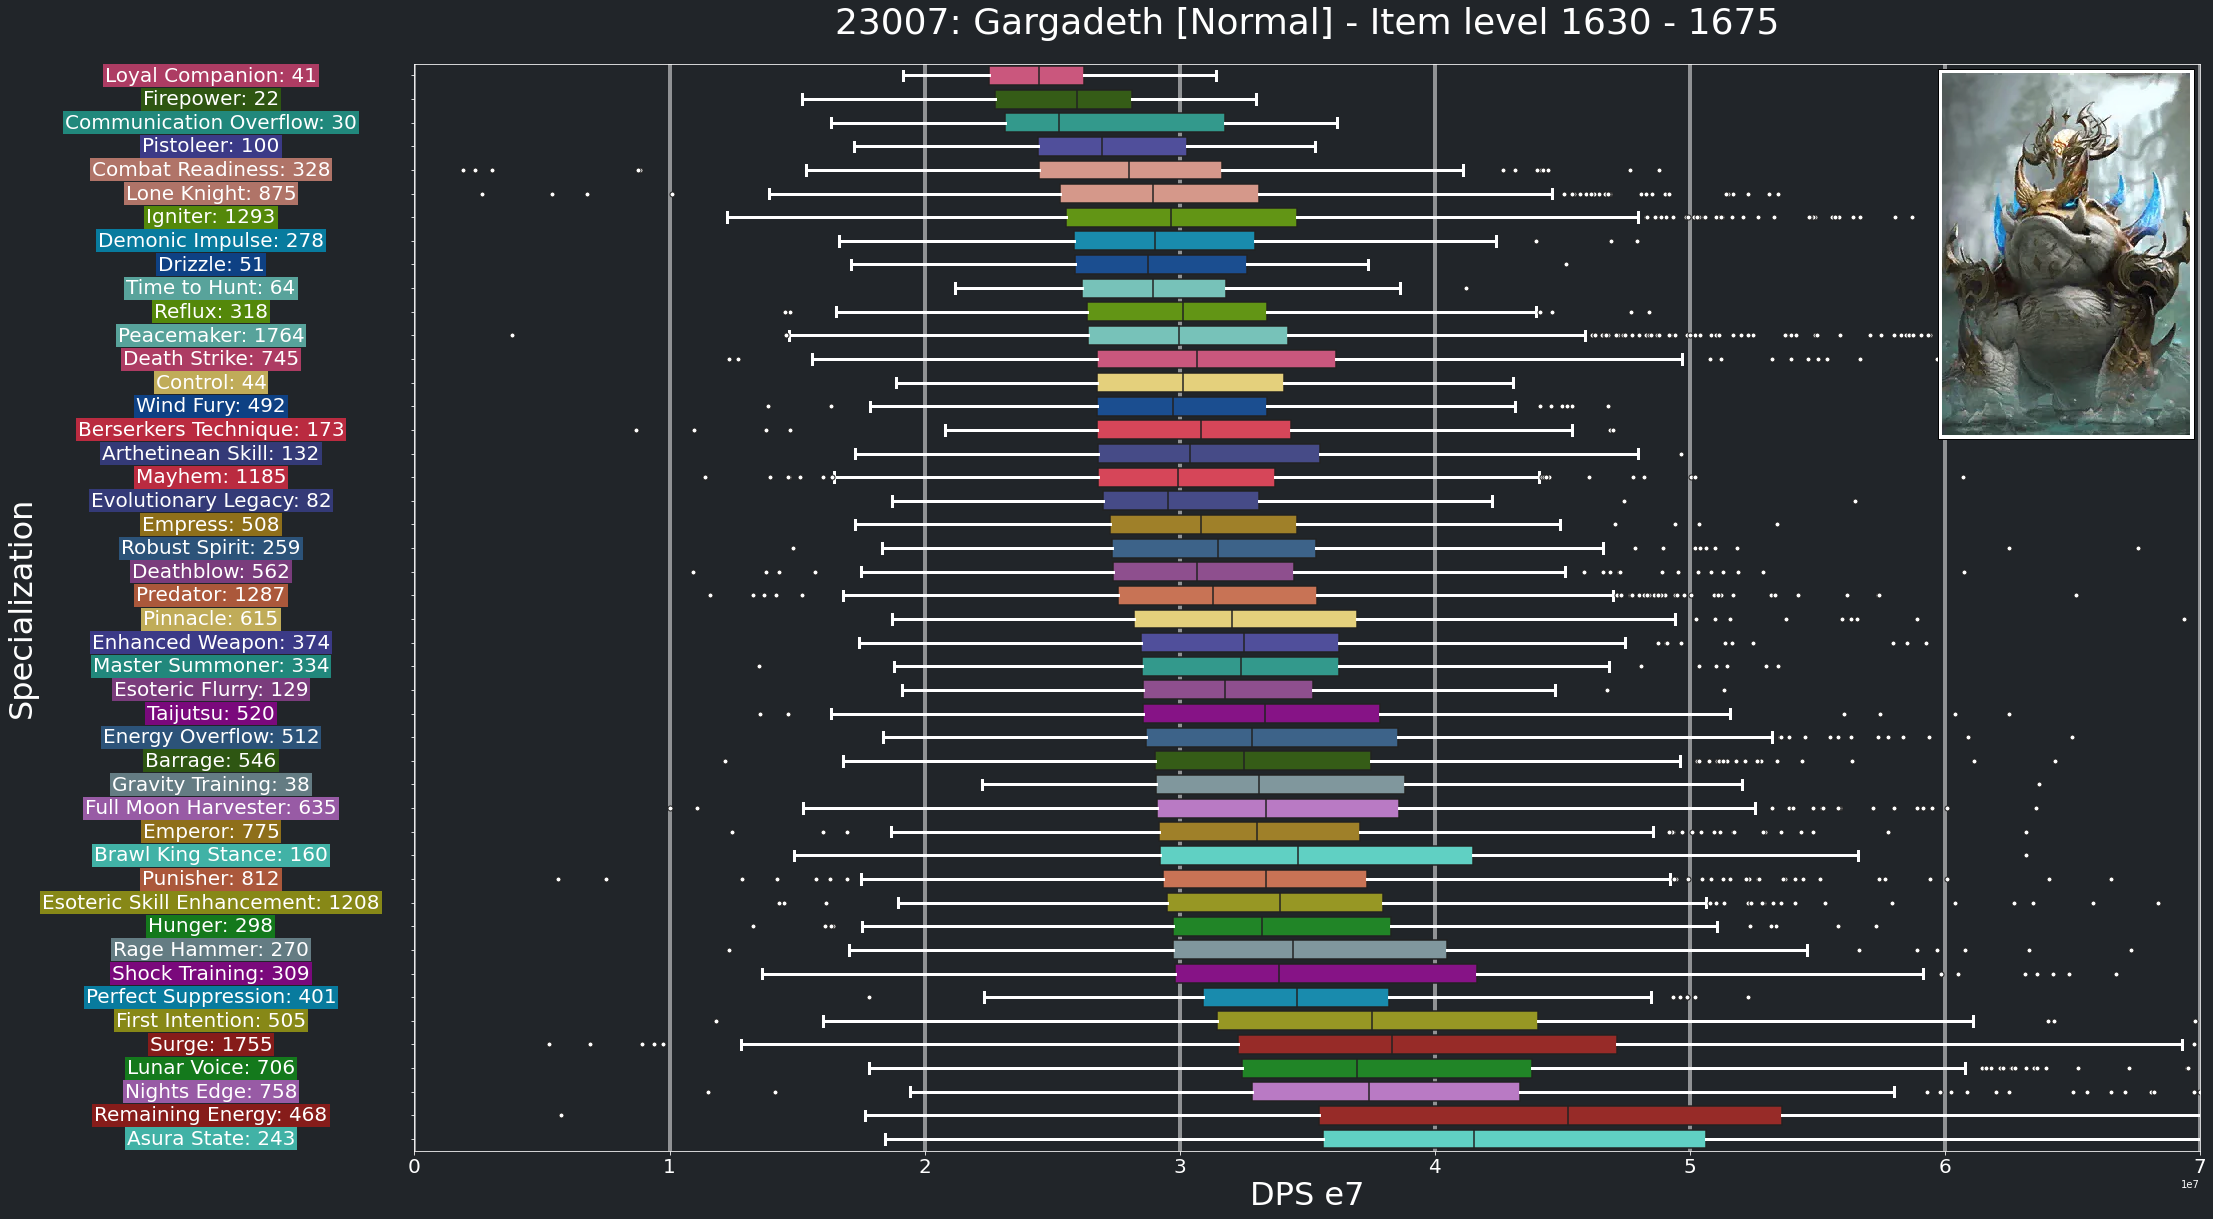 23007: Gargadeth [Normal] - Item level 1630 - 1675
Specialization
Loyal Companion: 41
Firepower: 22
Communication Overflow: 30
Pistoleer: 100
Combat Readiness: 328
Lone Knight: 875
Igniter: 1293
Demonic Impulse: 278
Drizzle: 51
Time to Hunt: 64
Reflux: 318
Peacemaker: 1764
Death Strike: 745
Control: 44
Wind Fury: 492
Berserkers Technique: 173
Arthetinean Skill: 132
Mayhem: 1185
Evolutionary Legacy: 82
Empress: 508
Robust Spirit: 259
Deathblow: 562
Predator: 1287
Pinnacle: 615
Enhanced Weapon: 374
Master Summoner: 334
Esoteric Flurry: 129
Taijutsu: 520
Energy Overflow: 512
Barrage: 546
Gravity Training: 38
Full Moon Harvester: 635
Emperor: 775
Brawl King Stance: 160
Punisher: 812
Esoteric Skill Enhancement: 1208
Hunger: 298
Rage Hammer: 270
Shock Training: 309
Perfect Suppression: 401
First Intention: 505
Surge: 1755
Lunar Voice: 706
Nights Edge: 758
Remaining Energy: 468
Asura State: 243
0 1 2 3 4 5 6 7
1e7
DPS e7